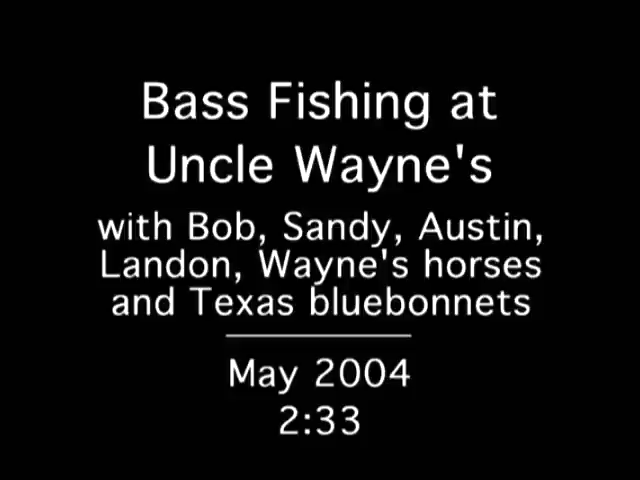 Bass Fishing at
Uncle Wayne's
with Bob, Sandy, Austin,
Landon, Wayne's horses
and Texas bluebonnets
May 2004
2:33